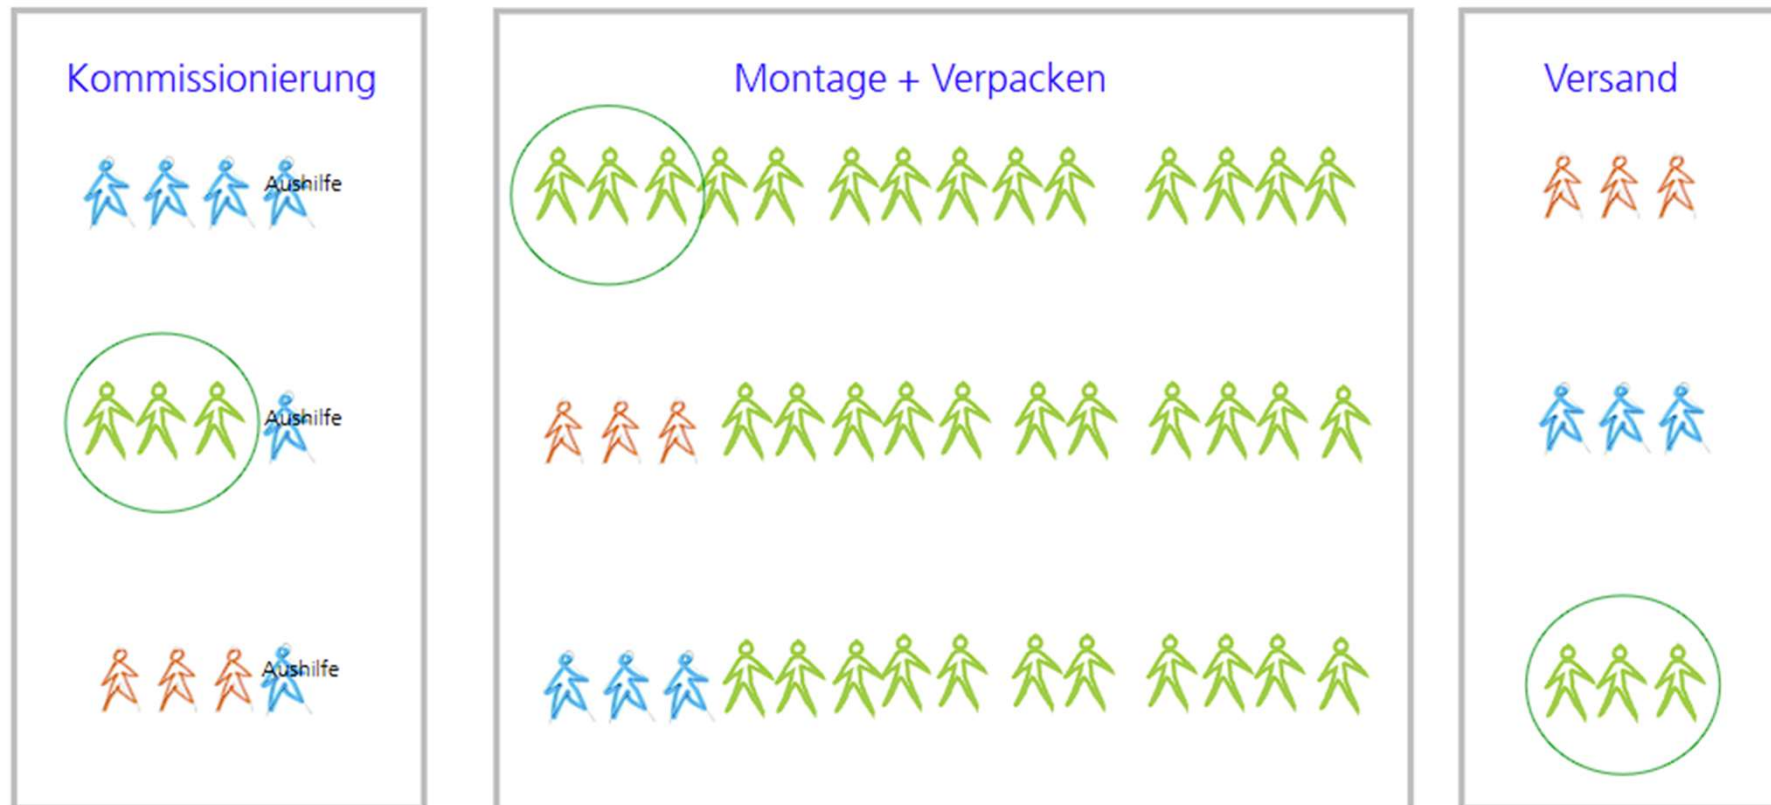 Kommissionierung
Montage + Verpacken
Versand
Aushilfe
Aushilfe
Aushilfe